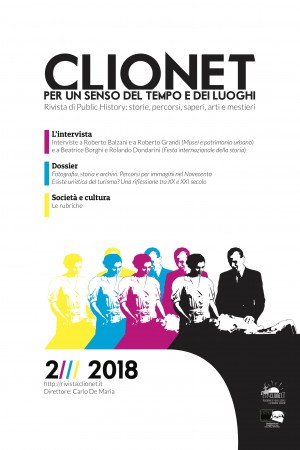 CLIONET
PER UN SENSO DEL TEMPO E DEI LUOGHI
Rivista di Public History: storie, percorsi, saperi, arti e mestieri
L'intervista
Interviste a Roberto Balzani e a Roberto Grandi (Musei e patrimonio urbano)
e a Beatrice Borghi e Rolando Dondarini (Festa internazionale della storia)
Dossier
Fotografia, storia e archivi. Percorsi per immagini nel Novecento
Esiste un'etica del turismo? Una riflessione tra XX e XXI secolo
Società e cultura
Le rubriche
2/// 2018
http://rivista.clionet.it
Direttore: Carlo De Maria
CLIONET